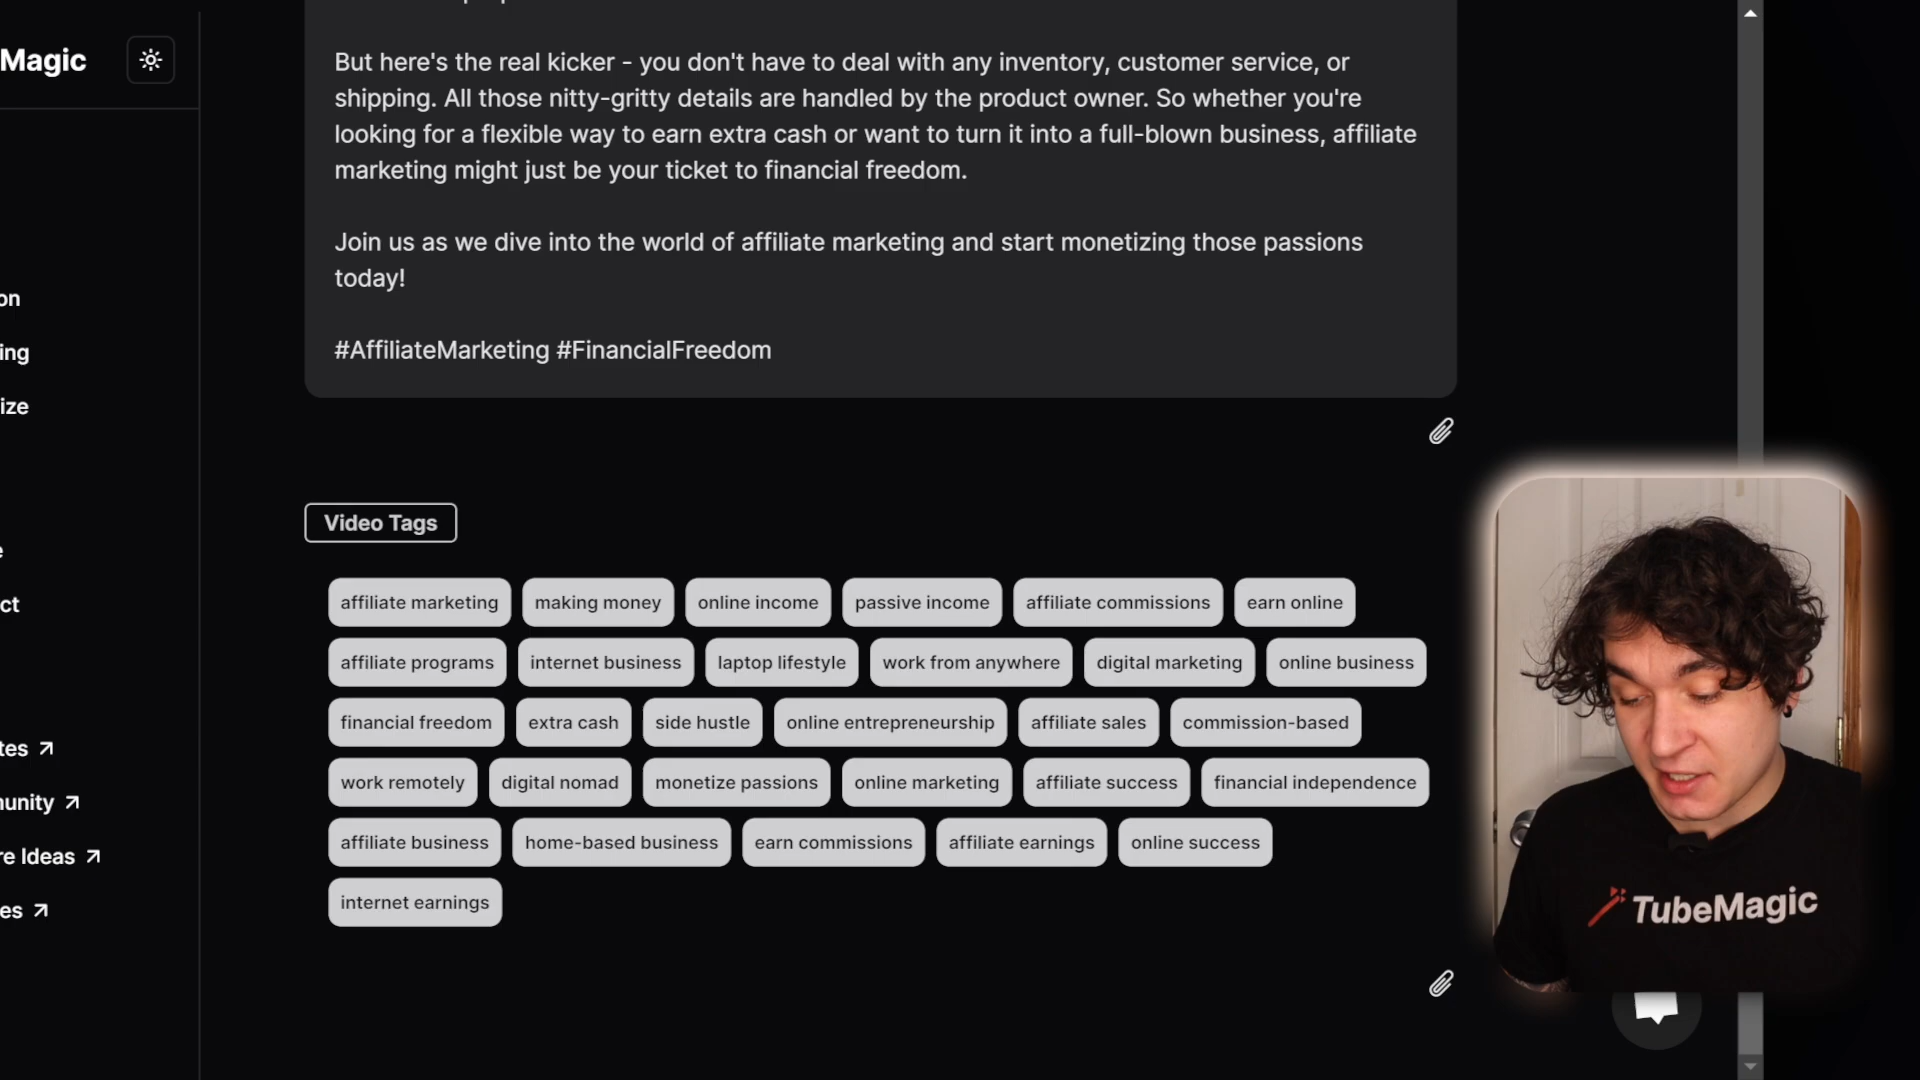 Magic
But here's the real kicker - you don't have to deal with any inventory, customer service, or
shipping. All those nitty-gritty details are handled by the product owner. So whether you're
looking for a flexible way to earn extra cash or want to turn it into a full-blown business, affiliate
marketing might just be your ticket to financial freedom.
Join us as we dive into the world of affiliate marketing and start monetizing those passions
today!
#AffiliateMarketing #FinancialFreedom
on
ing
ize
e
ct
tes
unity
re Ideas
es
Video Tags
affiliate marketing making money online income passive income affiliate commissions earn online
affiliate programs internet business laptop lifestyle work from anywhere digital marketing online business
financial freedom extra cash side hustle online entrepreneurship affiliate sales commission-based
work remotely digital nomad monetize passions online marketing affiliate success financial independence
affiliate business home-based business earn commissions affiliate earnings online success
internet earnings
TubeMagic